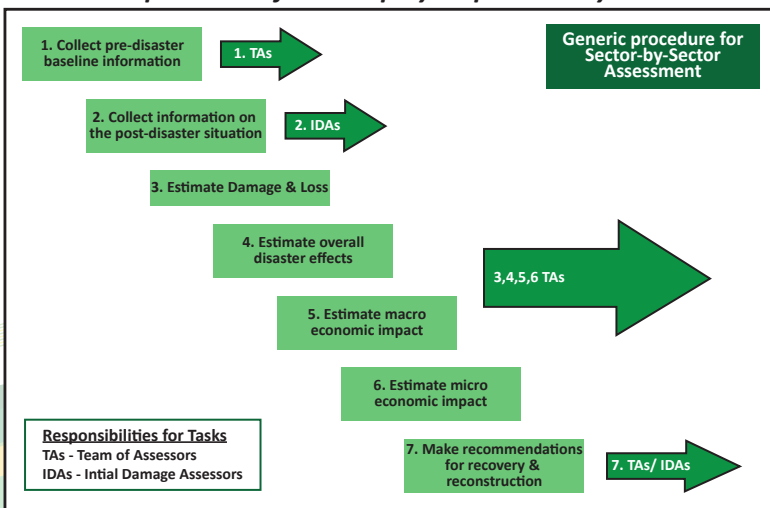 1. Collect pre-disaster
baseline information
1. TAs
Generic procedure for
Sector-by-Sector
Assessment
2. Collect information on
the post-disaster situation
2. IDAs
3. Estimate Damage & Loss
4. Estimate overall
disaster effects
3,4,5,6 TAs
5. Estimate macro
economic impact
6. Estimate micro
economic impact
Responsibilities for Tasks
TAs - Team of Assessors
IDAs - Intial Damage Assessors
7. Make recommendations
for recovery &
reconstruction
7. TAs/ IDAs